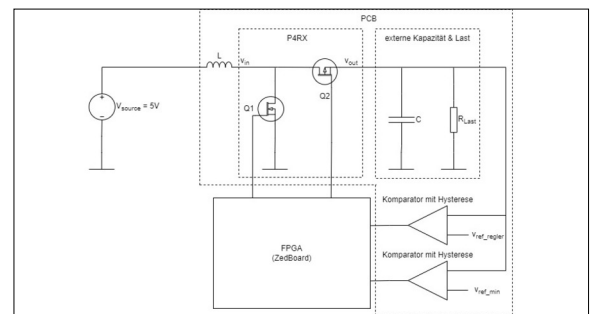 PCB
P4RX
externe Kapazität & Last
L
v_in
v_out
Q1
Q2
V_source = 5V
C
R_Last
Komparator mit Hysterese
v_ref_regler
FPGA
(ZedBoard)
Komparator mit Hysterese
v_ref_min